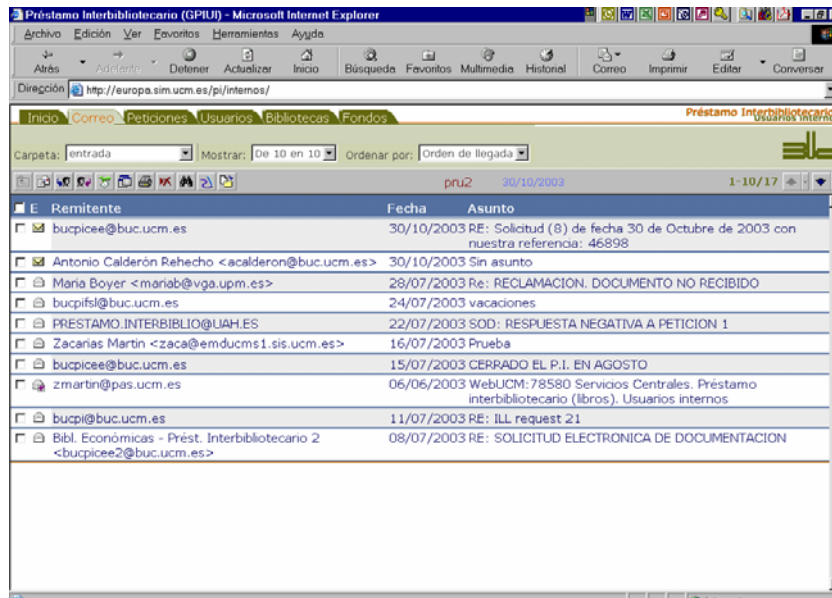 Préstamo Interbibliotecario (GPIUI) - Microsoft Internet Explorer
Archivo Edición Ver Favoritos Herramientas Ayuda
Atrás Adelante Detener Actualizar Inicio Búsqueda Favoritos Multimedia Historial Correo Imprimir Editar Conversar
Dirección http://europa.sim.ucm.es/pi/internos/
Inicio Correo Peticiones Usuarios Bibliotecas Fondos
Préstamo Interbibliotecario
Usuarios interno
Carpeta: entrada Mostrar: De 10 en 10 Ordenar por: Orden de llegada
pru2 30/10/2003 1-10/17
E Remitente Fecha Asunto
bucpicee@buc.ucm.es 30/10/2003 RE: Solicitud (8) de fecha 30 de Octubre de 2003 con
nuestra referencia: 46898
Antonio Calderón Rehecho <acalderon@buc.ucm.es> 30/10/2003 Sin asunto
Maria Boyer <mariab@vga.upm.es> 28/07/2003 Re: RECLAMACION. DOCUMENTO NO RECIBIDO
bucpifsl@buc.ucm.es 24/07/2003 vacaciones
PRESTAMO.INTERBIBLIO@UAH.ES 22/07/2003 SOD: RESPUESTA NEGATIVA A PETICION 1
Zacarias Martin <zaca@emducms1.sis.ucm.es> 16/07/2003 Prueba
bucpicee@buc.ucm.es 15/07/2003 CERRADO EL P.I. EN AGOSTO
zmartin@pas.ucm.es 06/06/2003 WebUCM:78580 Servicios Centrales. Préstamo
interbibliotecario (libros). Usuarios internos
bucpi@buc.ucm.es 11/07/2003 RE: ILL request 21
Bibl. Económicas - Prést. Interbibliotecario 2 08/07/2003 RE: SOLICITUD ELECTRONICA DE DOCUMENTACION
<bucpicee2@buc.ucm.es>